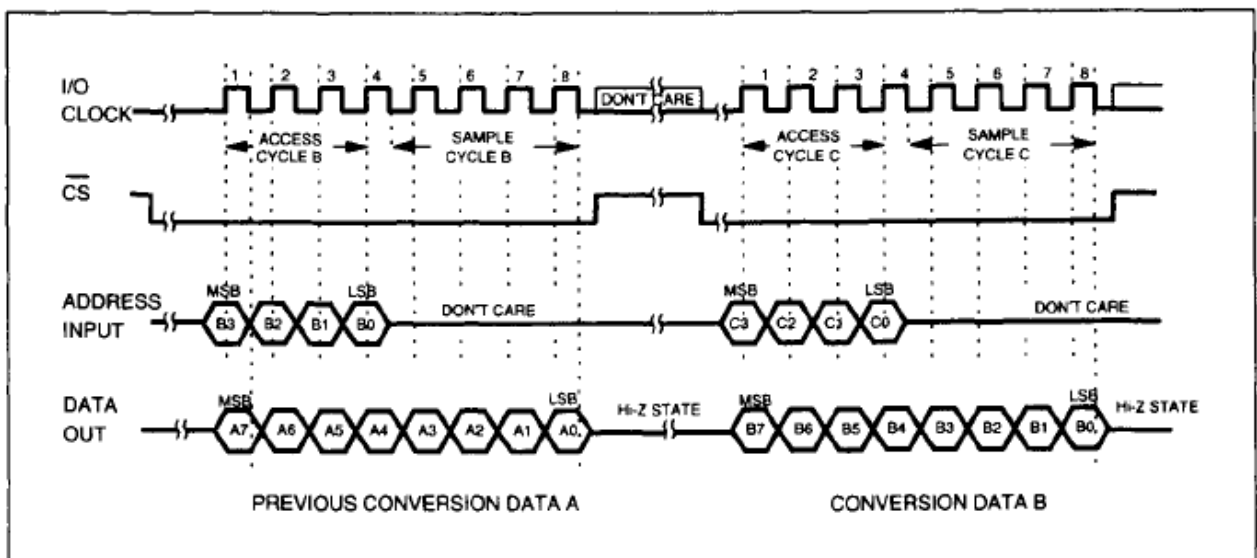 1 2 3 4 5 6 7 8 1 2 3 4 5 6 7 8
I/O CLOCK
DON'T CARE
ACCESS CYCLE B
SAMPLE CYCLE B
ACCESS CYCLE C
SAMPLE CYCLE C
CS
ADDRESS INPUT
MSB LSB
B3 B2 B1 B0
DON'T CARE
MSB LSB
C3 C2 C1 C0
DON'T CARE
DATA OUT
MSB LSB
A7 A6 A5 A4 A3 A2 A1 A0
Hi-Z STATE
MSB LSB
B7 B6 B5 B4 B3 B2 B1 B0
Hi-Z STATE
PREVIOUS CONVERSION DATA A
CONVERSION DATA B